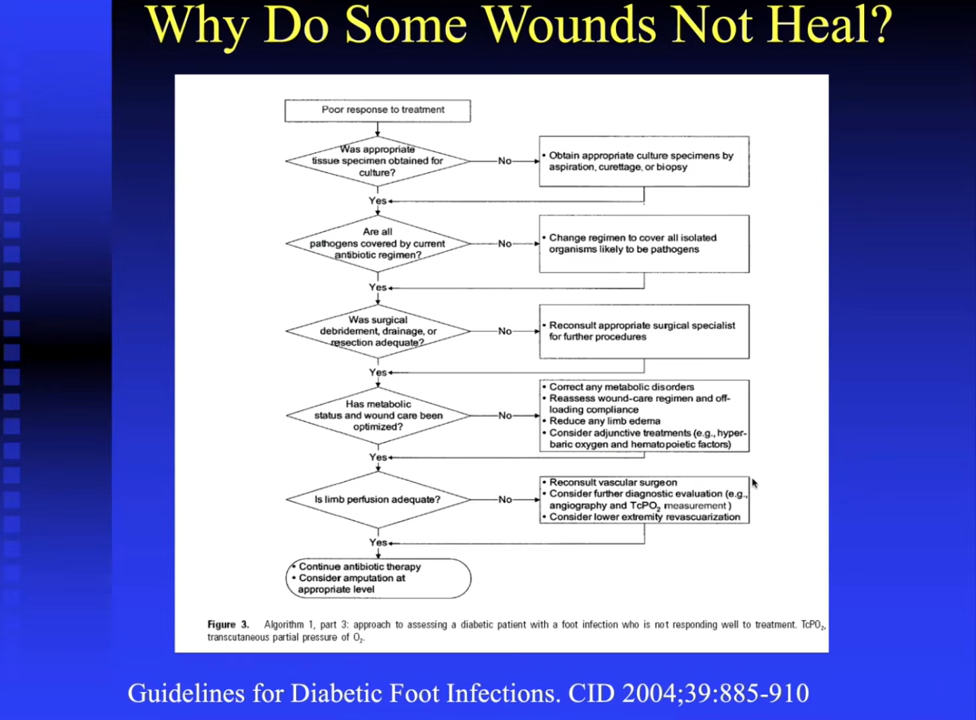 Why Do Some Wounds Not Heal?
Poor response to treatment
Was appropriate
tissue specimen obtained for
culture?
No
• Obtain appropriate culture specimens by
aspiration, curettage, or biopsy
Yes
Are all
pathogens covered by current
antibiotic regimen?
No
• Change regimen to cover all isolated
organisms likely to be pathogens
Yes
Was surgical
debridement, drainage, or
resection adequate?
No
• Reconsult appropriate surgical specialist
for further procedures
Yes
Has metabolic
status and wound care been
optimized?
No
• Correct any metabolic disorders
• Reassess wound-care regimen and off-
loading compliance
• Reduce any limb edema
• Consider adjunctive treatments (e.g., hyper-
baric oxygen and hematopoietic factors)
Yes
Is limb perfusion adequate?
No
• Reconsult vascular surgeon
• Consider further diagnostic evaluation (e.g.,
angiography and TcPO₂ measurement )
• Consider lower extremity revascuarization
Yes
• Continue antibiotic therapy
• Consider amputation at
appropriate level
Figure 3. Algorithm 1, part 3: approach to assessing a diabetic patient with a foot infection who is not responding well to treatment. TcPO₂,
transcutaneous partial pressure of O₂.
Guidelines for Diabetic Foot Infections. CID 2004;39:885-910